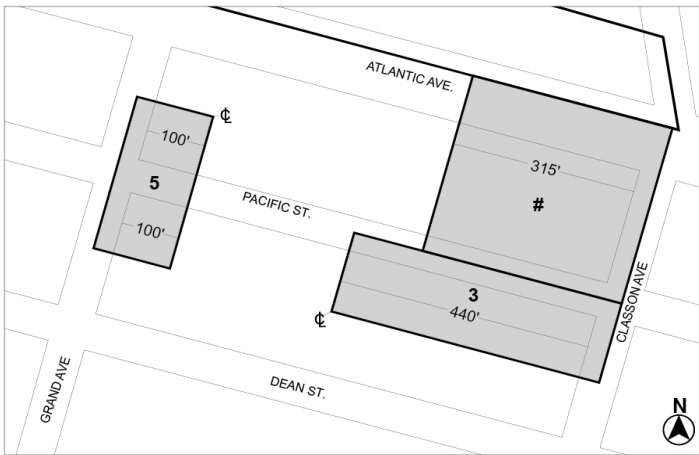 ATLANTIC AVE.
℄
100'
315'
5
#
PACIFIC ST.
100'
3
440'
℄
CLASSON AVE
GRAND AVE
DEAN ST.
N